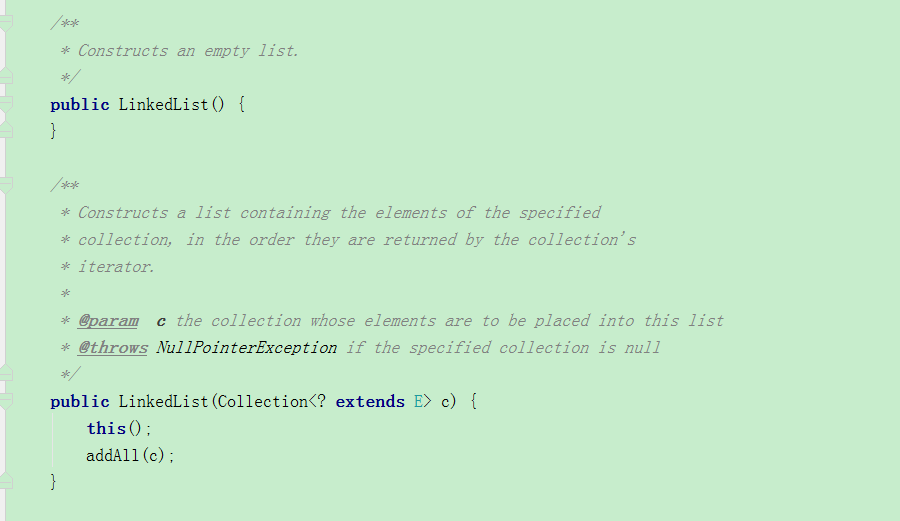 /**
 * Constructs an empty list.
 */
public LinkedList() {
}
/**
 * Constructs a list containing the elements of the specified
 * collection, in the order they are returned by the collection's
 * iterator.
 *
 * @param  c the collection whose elements are to be placed into this list
 * @throws NullPointerException if the specified collection is null
 */
public LinkedList(Collection<? extends E> c) {
    this();
    addAll(c);
}